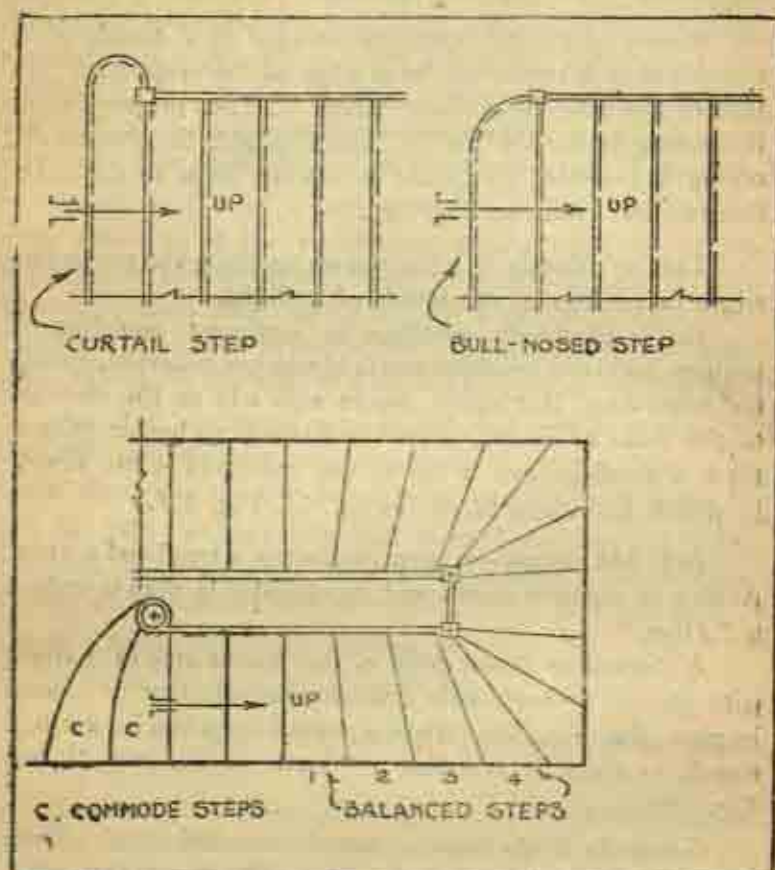 UP
UP
CURTAIL STEP
BULL-NOSED STEP
UP
C
C
1 2 3 4
C. COMMODE STEPS
BALANCED STEPS